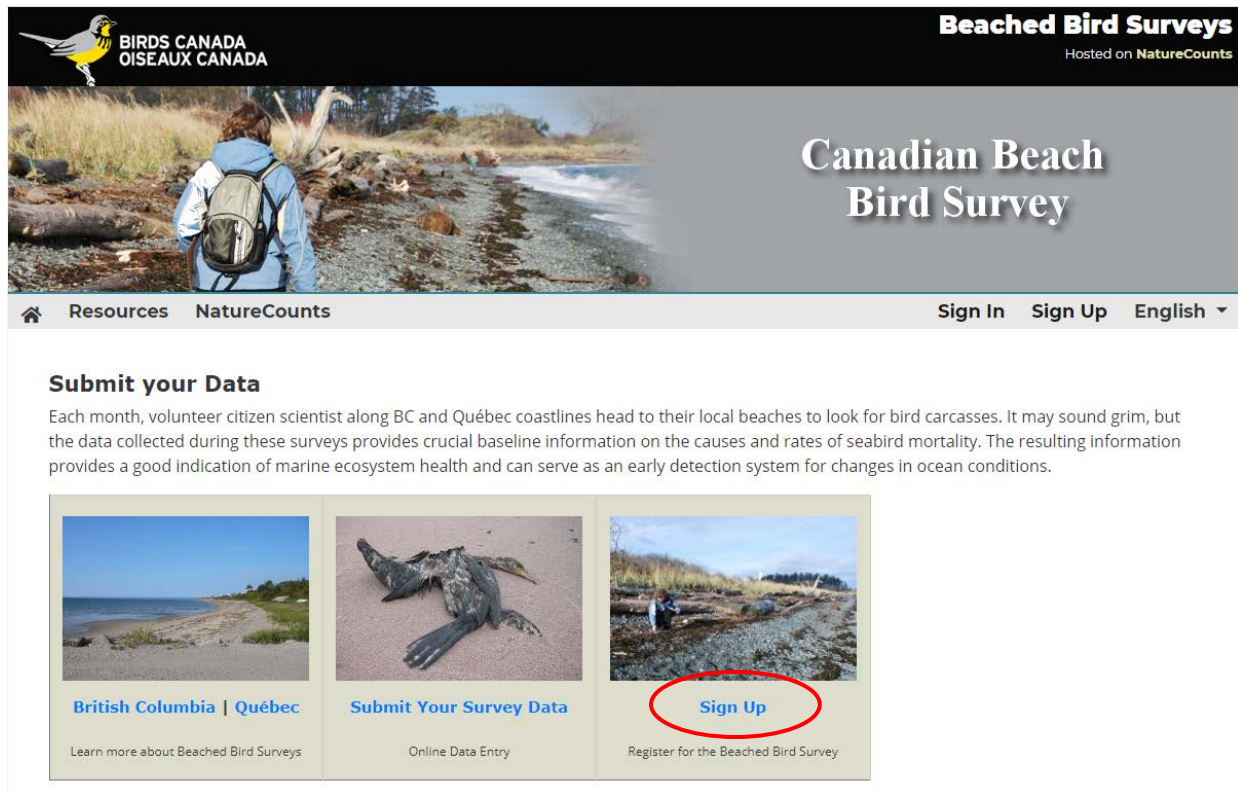 BIRDS CANADA
OISEAUX CANADA
Beached Bird Surveys
Hosted on NatureCounts
Canadian Beach
Bird Survey
Resources NatureCounts Sign In Sign Up English
Submit your Data
Each month, volunteer citizen scientist along BC and Québec coastlines head to their local beaches to look for bird carcasses. It may sound grim, but
the data collected during these surveys provides crucial baseline information on the causes and rates of seabird mortality. The resulting information
provides a good indication of marine ecosystem health and can serve as an early detection system for changes in ocean conditions.
British Columbia | Québec
Learn more about Beached Bird Surveys
Submit Your Survey Data
Online Data Entry
Sign Up
Register for the Beached Bird Survey